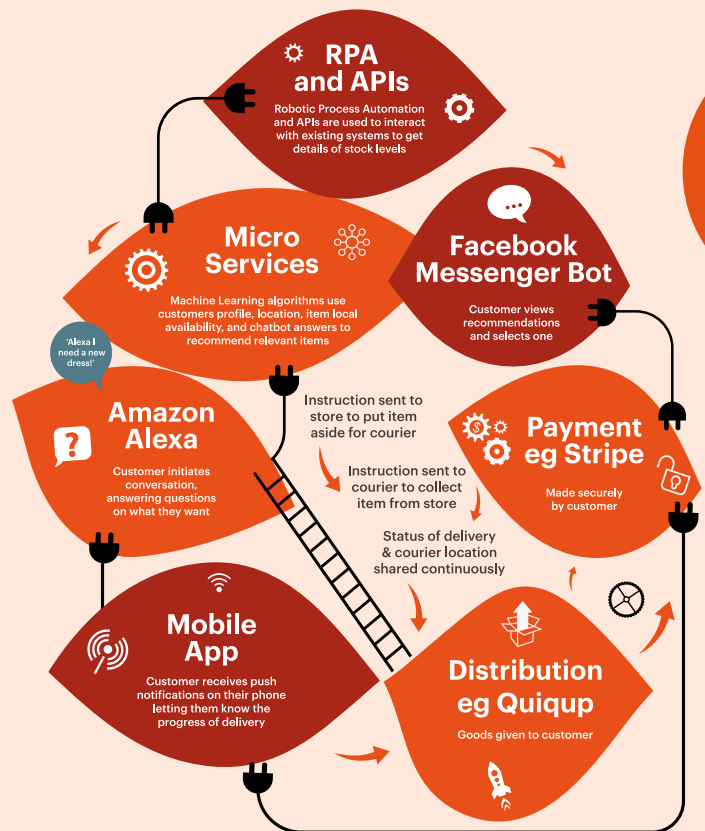 RPA
and APIs
Robotic Process Automation
and APIs are used to interact
with existing systems to get
details of stock levels
Micro
Services
Machine Learning algorithms use
customers profile, location, item local
availability, and chatbot answers to
recommend relevant items
Facebook
Messenger Bot
Customer views
recommendations
and selects one
'Alexa I
need a new
dress!'
Amazon
Alexa
Customer initiates
conversation,
answering questions
on what they want
Instruction sent to
store to put item
aside for courier
Instruction sent to
courier to collect
item from store
Status of delivery
& courier location
shared continuously
Payment
eg Stripe
Made securely
by customer
Mobile
App
Customer receives push
notifications on their phone
letting them know the
progress of delivery
Distribution
eg Quiqup
Goods given to customer